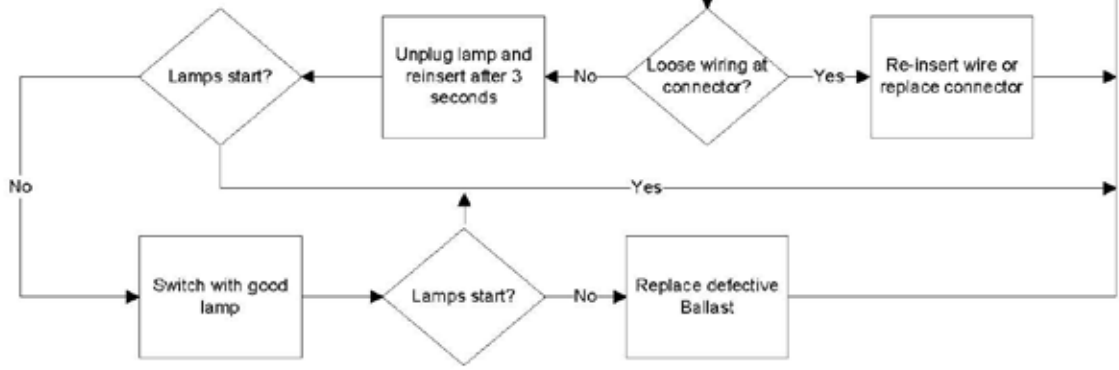 Lamps start?
Unplug lamp and
reinsert after 3
seconds
No
Loose wiring at
connector?
Yes
Re-insert wire or
replace connector
No
Yes
Switch with good
lamp
Lamps start?
No
Replace defective
Ballast